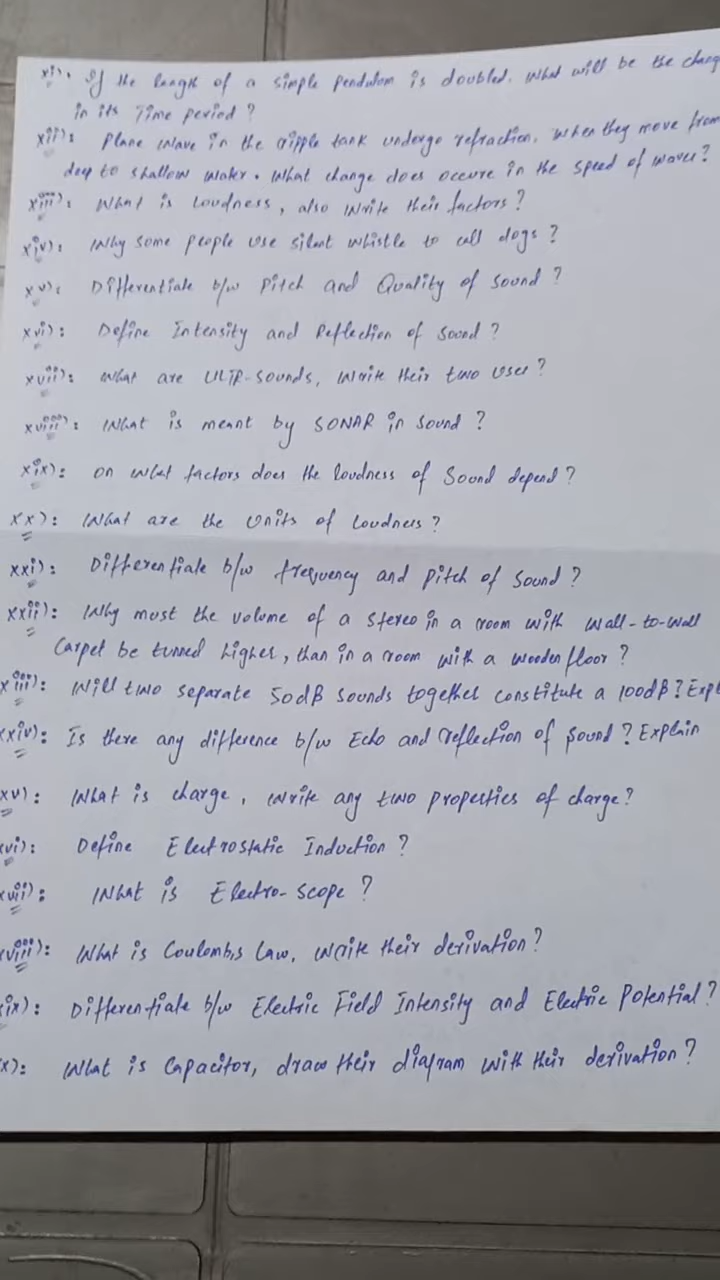 xi): If the length of a simple pendulum is doubled. What will be the chang
in its Time period?
xii): Plane wave in the ripple tank undergo refraction. When they move from
deep to shallow water. What change does occure in the speed of waves?
xiii): What is Loudness, also write their factors?
xiv): Why some people use silent whistle to call dogs?
xv): Differentiate b/w Pitch and Quality of sound?
xvi): Define Intensity and Reflection of sound?
xvii): What are Ultr-sounds, write their two uses?
xviii): What is meant by SONAR in sound?
xix): on what factors does the loudness of Sound depend?
xx): What are the Units of Loudness?
xxi): Differentiate b/w frequency and pitch of sound?
xxii): Why must the volume of a stereo in a room with wall-to-wall
Carpet be tunned higher, than in a room with a wooden floor?
xiii): Will two separate 50dB sounds together constitute a 100dB? Expl
xxiv): Is there any difference b/w Echo and reflection of sound? Explain
xv): What is charge, write any two properties of charge?
xvi): Define Electrostatic Induction?
xvii): What is Electro-scope?
xviii): What is Coulomb,s Law, write their derivation?
ix): Differentiate b/w Electric Field Intensity and Electric Potential?
x): What is Capacitor, draw their diagram with their derivation?